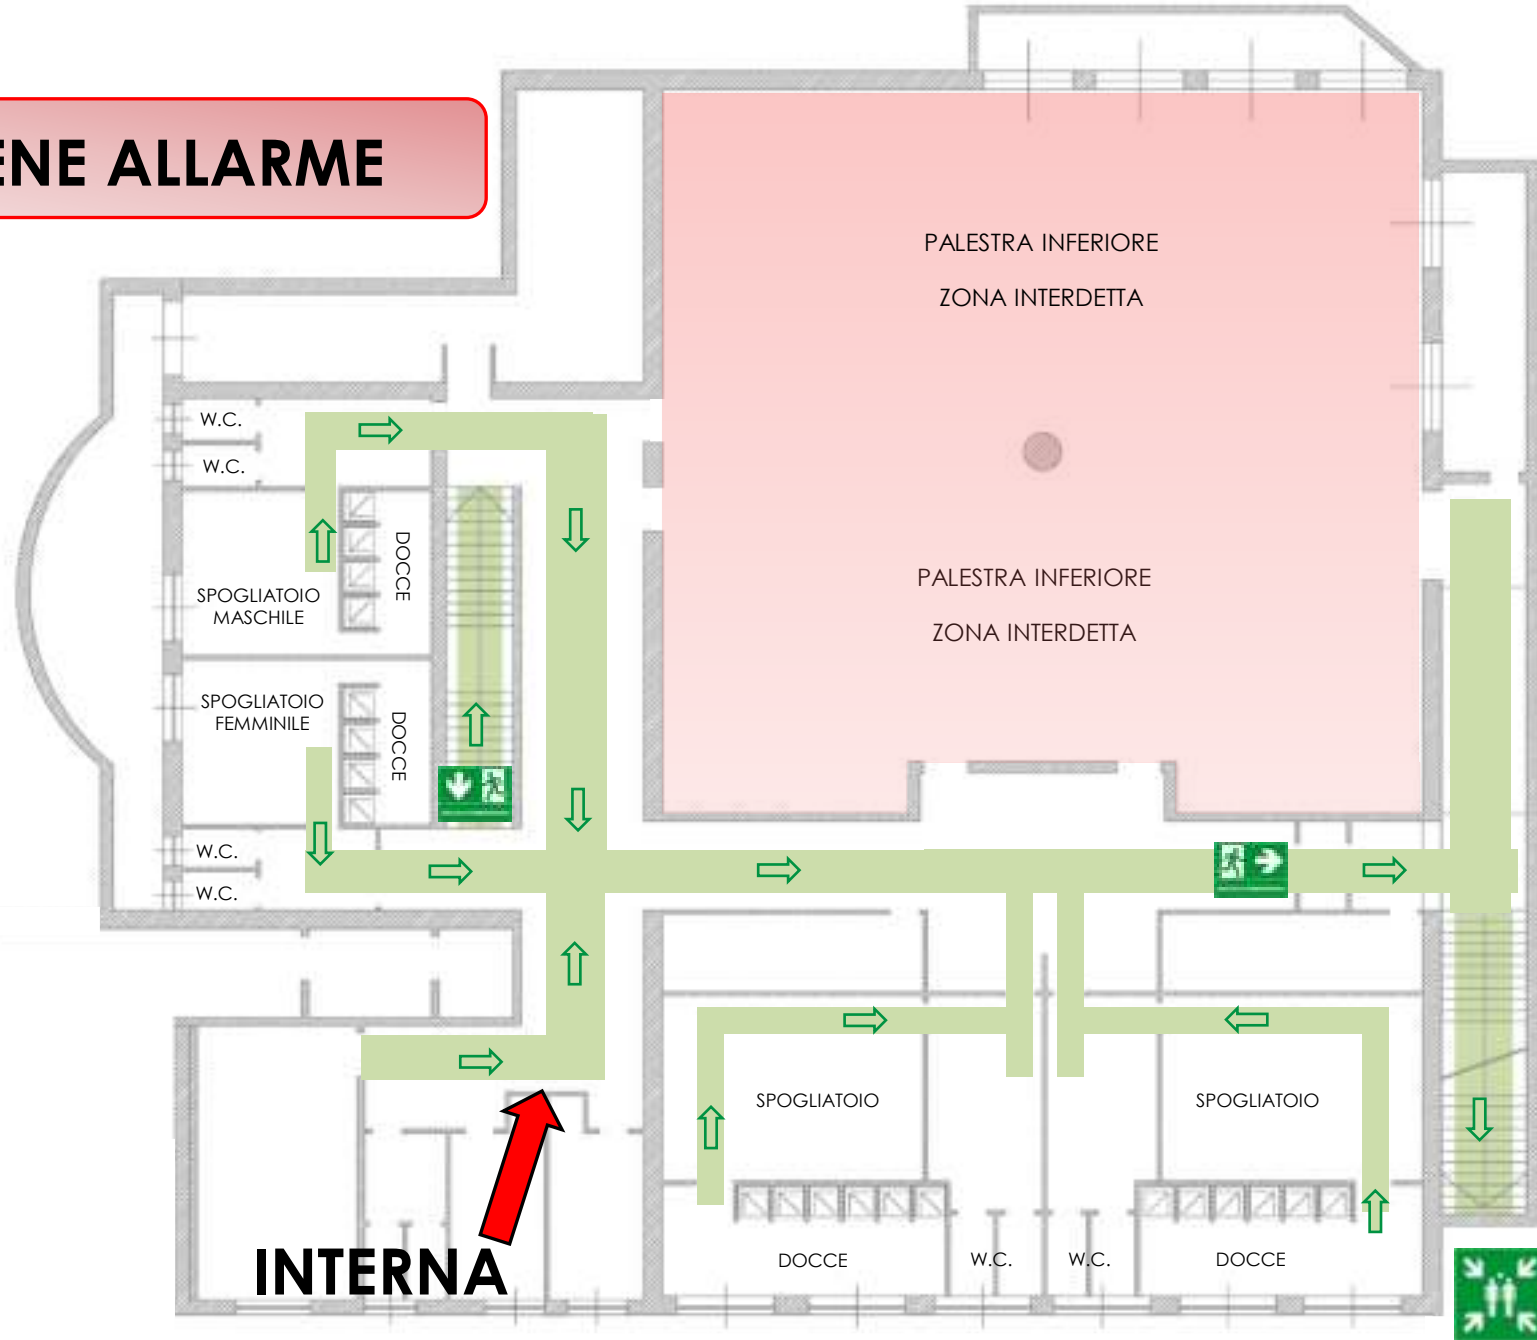 ENE ALLARME
PALESTRA INFERIORE
ZONA INTERDETTA
W.C.
W.C.
DOCCE
SPOGLIATOIO
MASCHILE
PALESTRA INFERIORE
ZONA INTERDETTA
SPOGLIATOIO
FEMMINILE
DOCCE
W.C.
W.C.
SPOGLIATOIO
SPOGLIATOIO
INTERNA
DOCCE
W.C.
W.C.
DOCCE